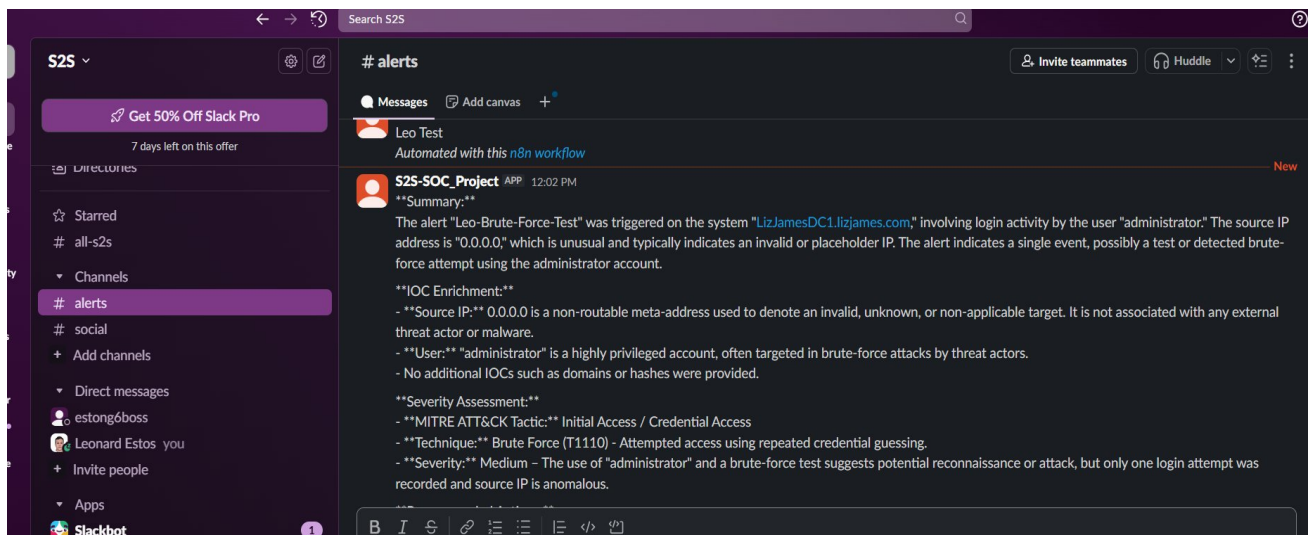 Search S2S
S2S
Get 50% Off Slack Pro
7 days left on this offer
Directories
Starred
# all-s2s
Channels
# alerts
# social
+ Add channels
Direct messages
estong6boss
Leonard Estos you
+ Invite people
Apps
Slackbot 1
# alerts
Invite teammates
Huddle
Messages
Add canvas
Leo Test
Automated with this n8n workflow
New
S2S-SOC_Project APP 12:02 PM
**Summary:**
The alert "Leo-Brute-Force-Test" was triggered on the system "LizJamesDC1.lizjames.com," involving login activity by the user "administrator." The source IP
address is "0.0.0.0," which is unusual and typically indicates an invalid or placeholder IP. The alert indicates a single event, possibly a test or detected brute-
force attempt using the administrator account.
**IOC Enrichment:**
- **Source IP:** 0.0.0.0 is a non-routable meta-address used to denote an invalid, unknown, or non-applicable target. It is not associated with any external
threat actor or malware.
- **User:** "administrator" is a highly privileged account, often targeted in brute-force attacks by threat actors.
- No additional IOCs such as domains or hashes were provided.
**Severity Assessment:**
- **MITRE ATT&CK Tactic:** Initial Access / Credential Access
- **Technique:** Brute Force (T1110) - Attempted access using repeated credential guessing.
- **Severity:** Medium – The use of "administrator" and a brute-force test suggests potential reconnaissance or attack, but only one login attempt was
recorded and source IP is anomalous.